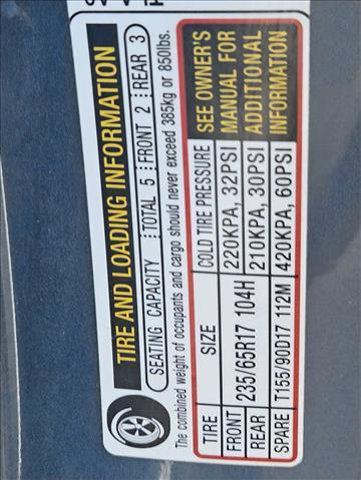 TIRE AND LOADING INFORMATION
SEATING CAPACITY TOTAL 5 FRONT 2 REAR 3
The combined weight of occupants and cargo should never exceed 385kg or 850lbs.
TIRE SIZE COLD TIRE PRESSURE SEE OWNER'S
FRONT 235/65R17 104H 220KPA, 32PSI MANUAL FOR
REAR 210KPA, 30PSI ADDITIONAL
SPARE T155/90D17 112M 420KPA, 60PSI INFORMATION